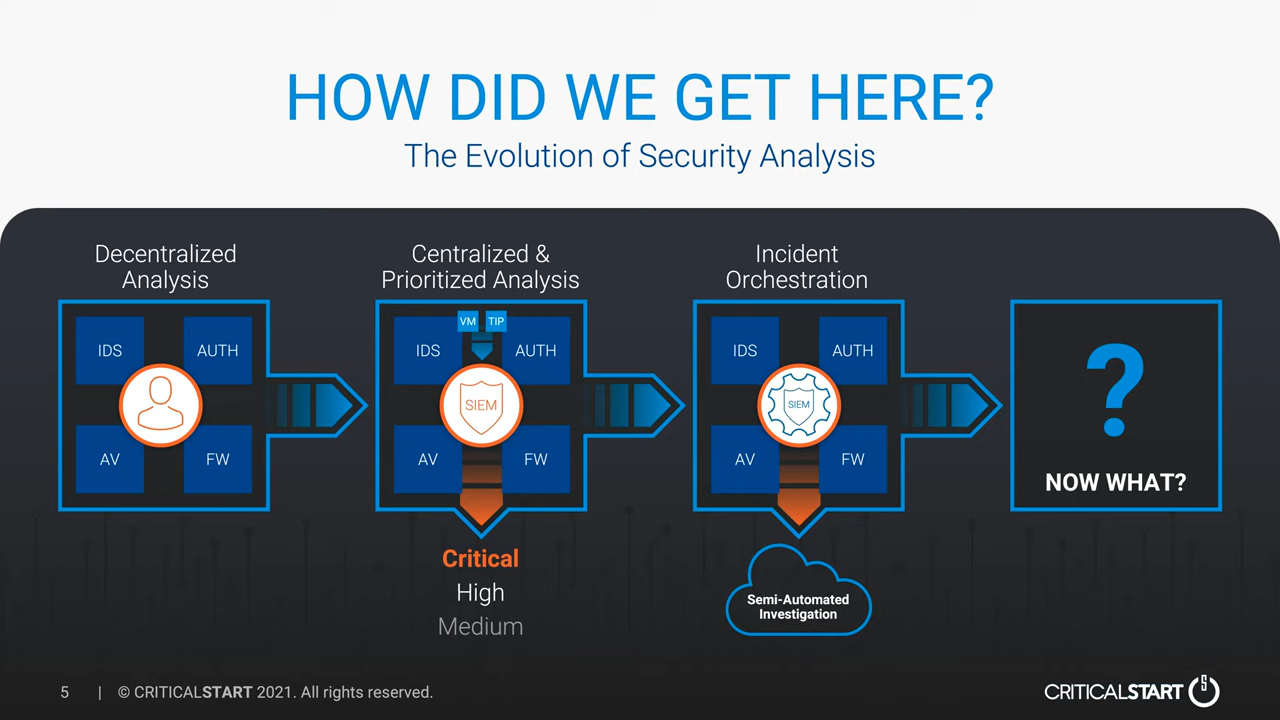 HOW DID WE GET HERE?
The Evolution of Security Analysis
Decentralized
Analysis
IDS
AUTH
AV
FW
Centralized &
Prioritized Analysis
VM
TIP
IDS
AUTH
SIEM
AV
FW
Critical
High
Medium
Incident
Orchestration
IDS
AUTH
SIEM
AV
FW
Semi-Automated
Investigation
?
NOW WHAT?
5 | © CRITICALSTART 2021. All rights reserved.
CRITICALSTART